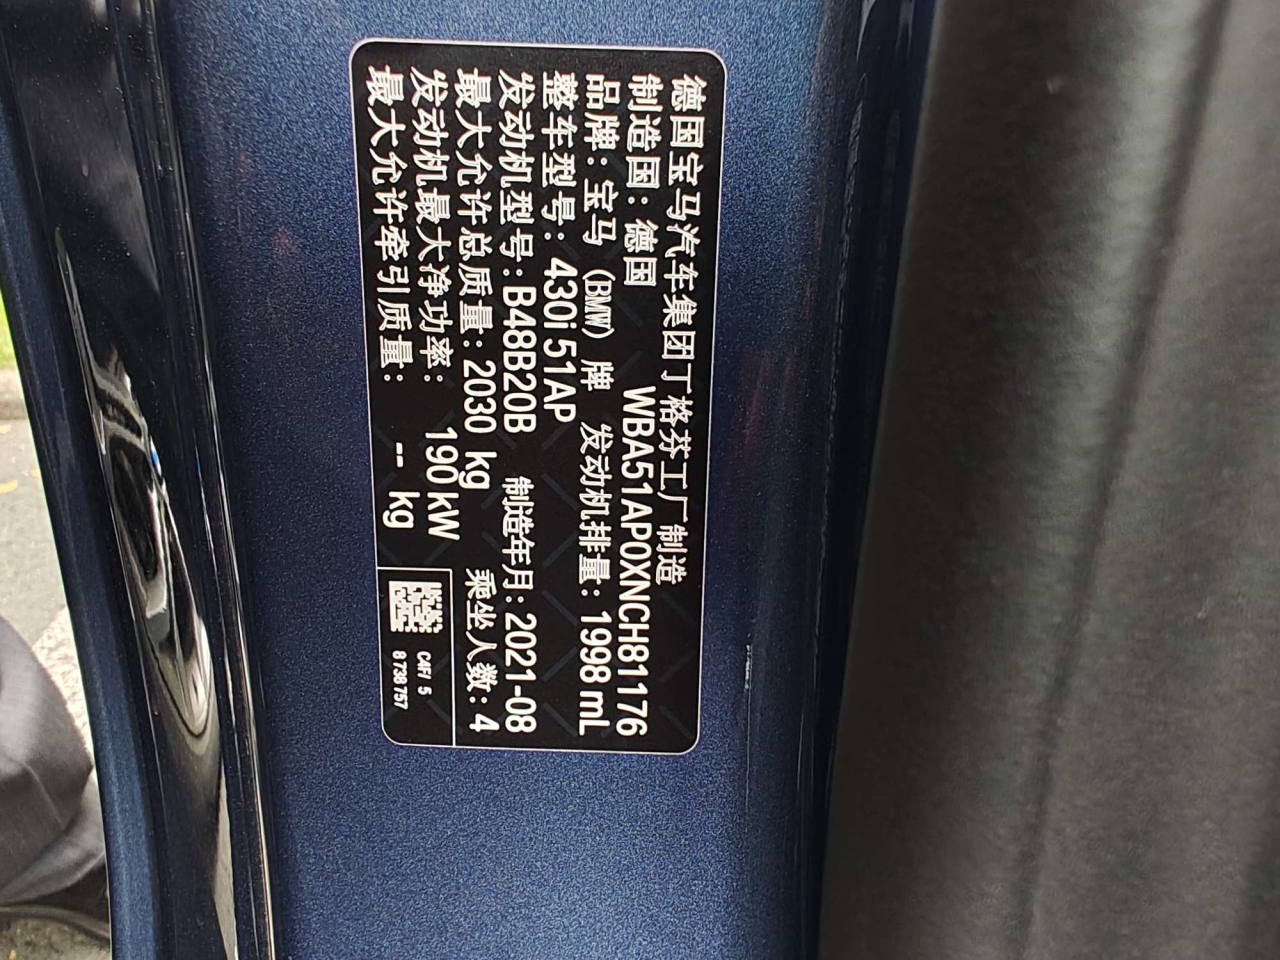 德国宝马汽车集团丁格芬工厂制造
制造国：德国 WBA51AP0XNCH81176
品牌：宝马（BMW）牌 发动机排量：1998 mL
整车型号：430i 51AP
发动机型号：B48B20B 制造年月：2021-08
最大允许总质量：2030 kg 乘坐人数：4
发动机最大净功率： 190 kW
最大允许牵引质量： -- kg
C4F/ 5
8 738 757